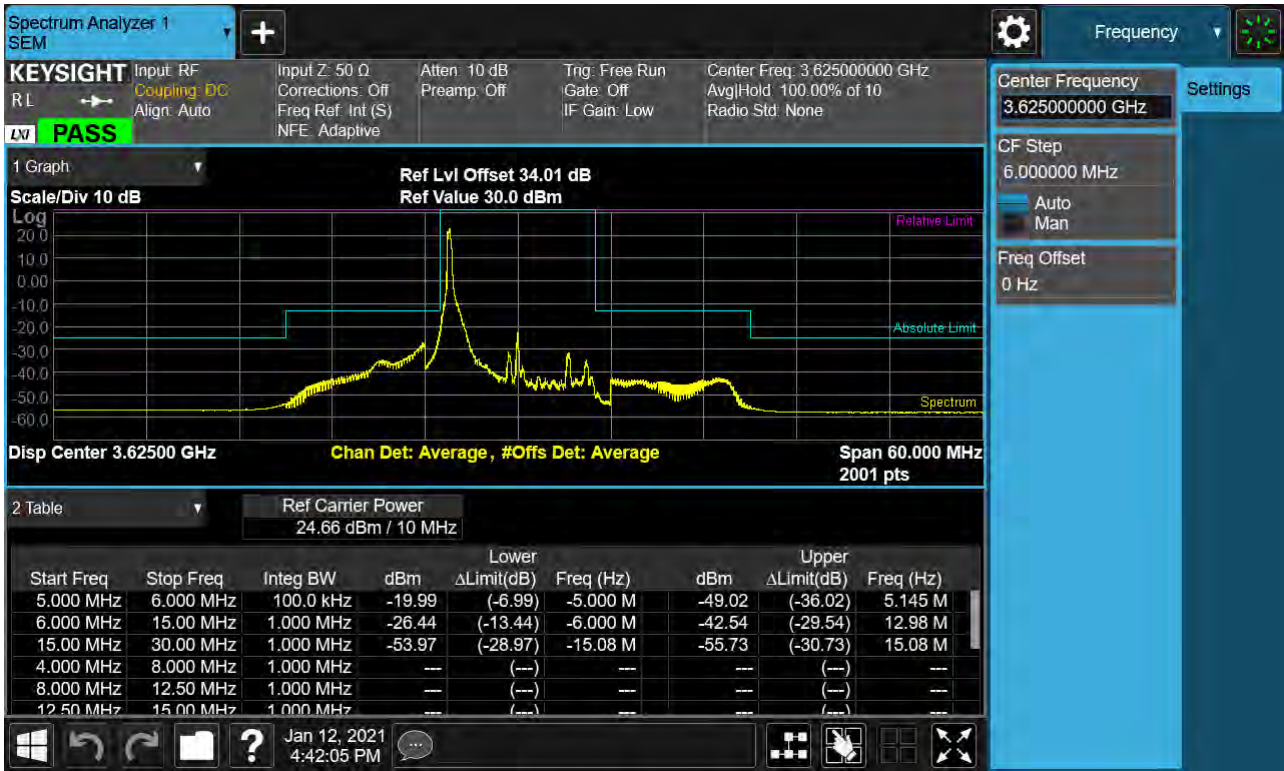 Spectrum Analyzer 1
SEM
+
Frequency
KEYSIGHT
RL
LXI
PASS
Input: RF
Coupling: DC
Align: Auto
Input Z: 50 Ω
Corrections: Off
Freq Ref: Int (S)
NFE: Adaptive
Atten: 10 dB
Preamp: Off
Trig: Free Run
Gate: Off
IF Gain: Low
Center Freq: 3.625000000 GHz
Avg|Hold: 100.00% of 10
Radio Std: None
Center Frequency
3.625000000 GHz
Settings
CF Step
6.000000 MHz
Auto
Man
Freq Offset
0 Hz
1 Graph
Scale/Div 10 dB
Ref Lvl Offset 34.01 dB
Ref Value 30.0 dBm
Log
20.0
10.0
0.00
-10.0
-20.0
-30.0
-40.0
-50.0
-60.0
Relative Limit
Absolute Limit
Spectrum
Disp Center 3.62500 GHz
Chan Det: Average, #Offs Det: Average
Span 60.000 MHz
2001 pts
2 Table
Ref Carrier Power
24.66 dBm / 10 MHz
Lower Upper
Start Freq Stop Freq Integ BW dBm ΔLimit(dB) Freq (Hz) dBm ΔLimit(dB) Freq (Hz)
5.000 MHz 6.000 MHz 100.0 kHz -19.99 (-6.99) -5.000 M -49.02 (-36.02) 5.145 M
6.000 MHz 15.00 MHz 1.000 MHz -26.44 (-13.44) -6.000 M -42.54 (-29.54) 12.98 M
15.00 MHz 30.00 MHz 1.000 MHz -53.97 (-28.97) -15.08 M -55.73 (-30.73) 15.08 M
4.000 MHz 8.000 MHz 1.000 MHz --- (---) --- --- (---) ---
8.000 MHz 12.50 MHz 1.000 MHz --- (---) --- --- (---) ---
12.50 MHz 15.00 MHz 1.000 MHz --- (---) --- --- (---) ---
?
Jan 12, 2021
4:42:05 PM